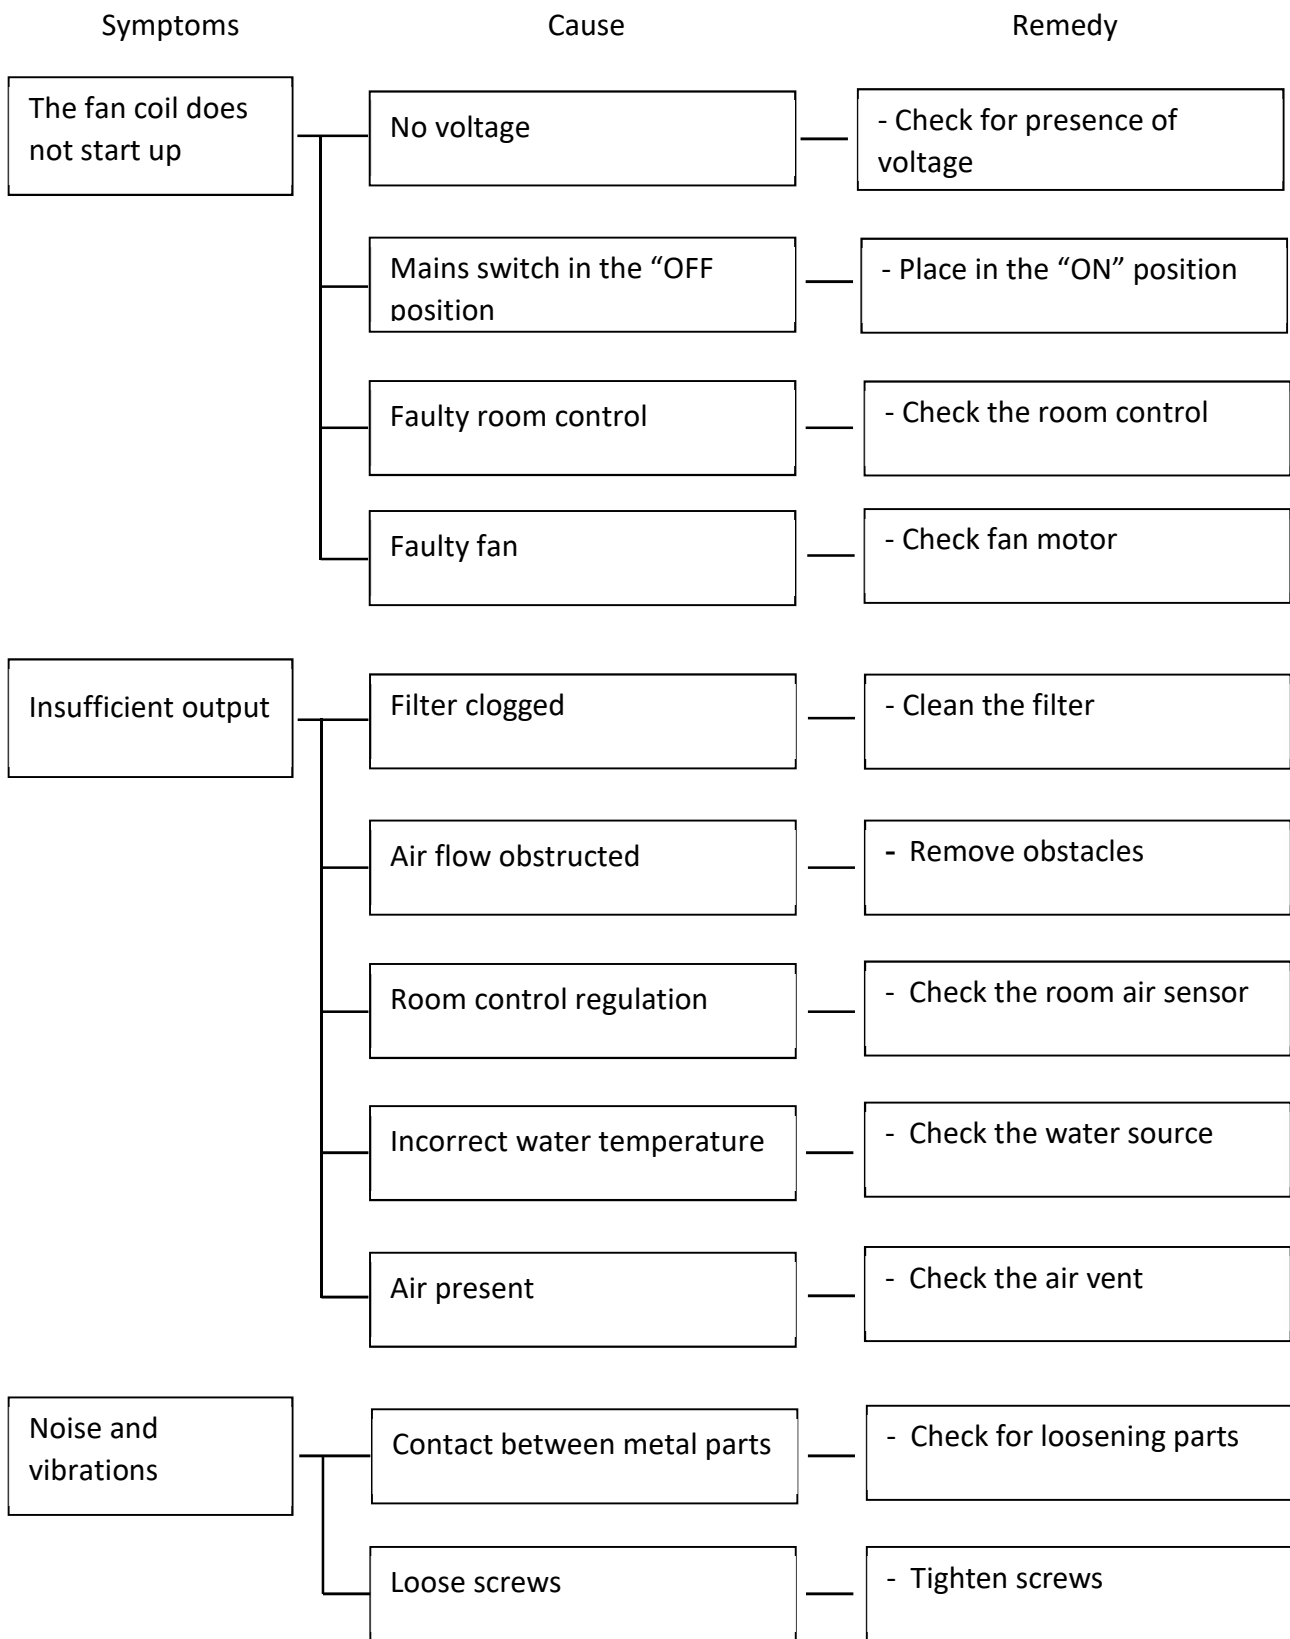 Symptoms Cause Remedy
The fan coil does
not start up
No voltage
- Check for presence of
voltage
Mains switch in the “OFF
position
- Place in the “ON” position
Faulty room control
- Check the room control
Faulty fan
- Check fan motor
Insufficient output
Filter clogged
- Clean the filter
Air flow obstructed
- Remove obstacles
Room control regulation
- Check the room air sensor
Incorrect water temperature
- Check the water source
Air present
- Check the air vent
Noise and
vibrations
Contact between metal parts
- Check for loosening parts
Loose screws
- Tighten screws